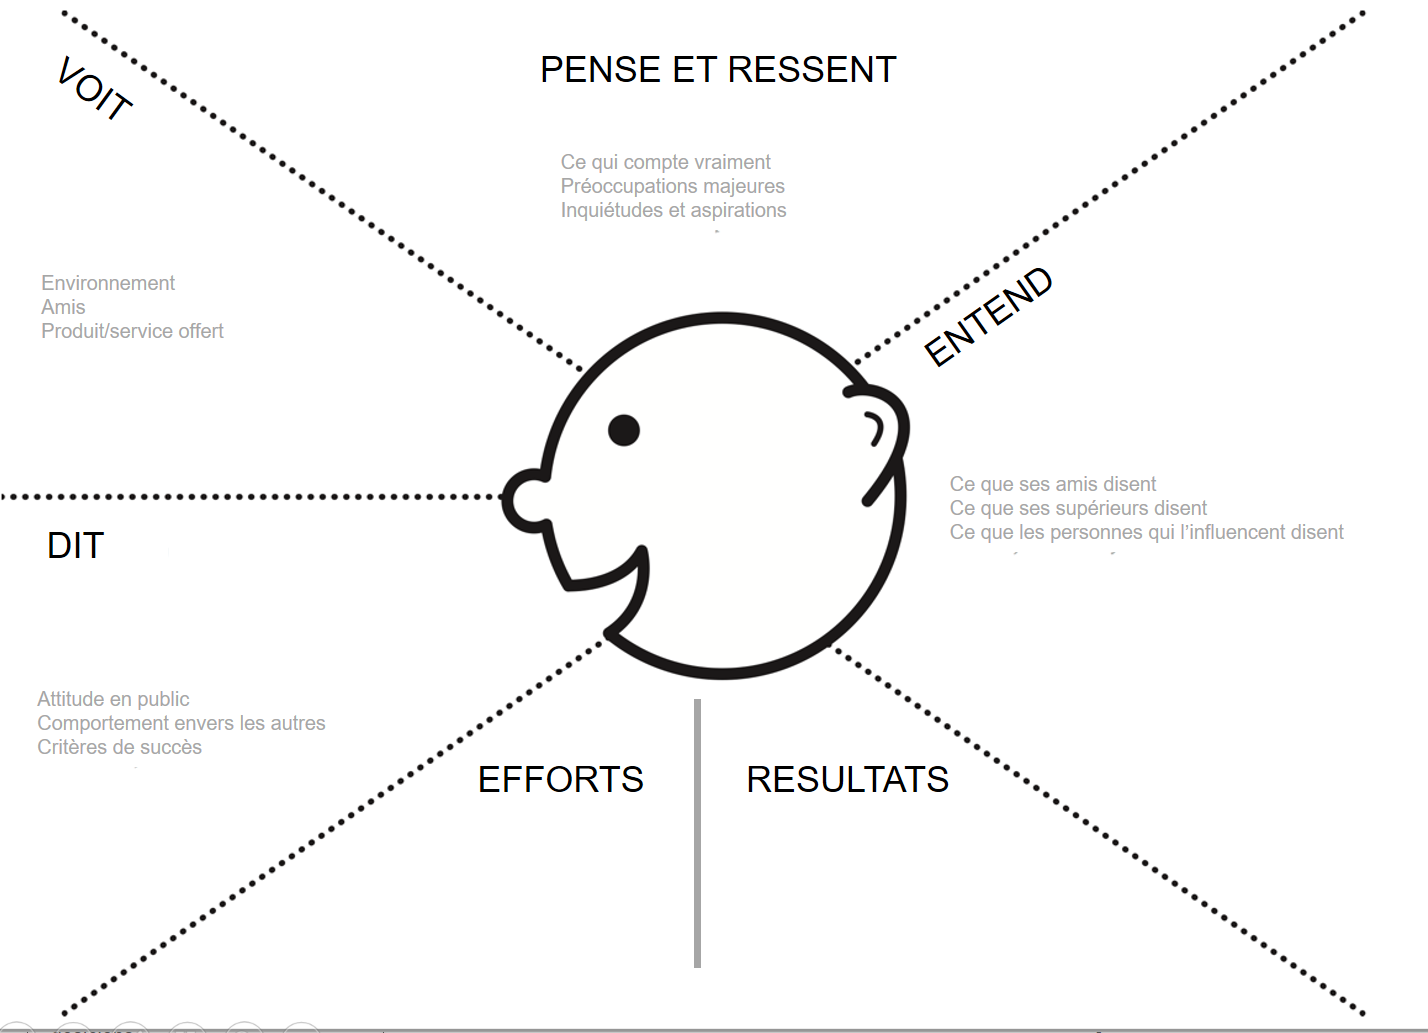 VOIT
PENSE ET RESSENT
Ce qui compte vraiment
Préoccupations majeures
Inquiétudes et aspirations
Environnement
Amis
Produit/service offert
ENTEND
Ce que ses amis disent
Ce que ses supérieurs disent
Ce que les personnes qui l'influencent disent
DIT
Attitude en public
Comportement envers les autres
Critères de succès
EFFORTS
RESULTATS